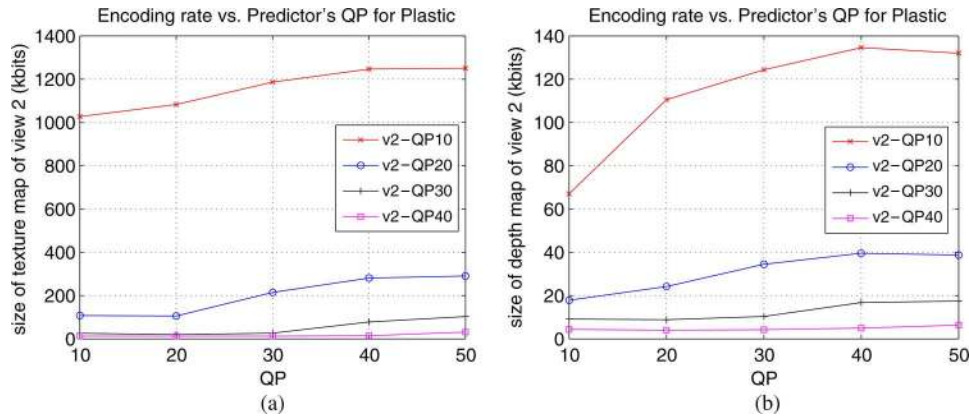 Encoding rate vs. Predictor's QP for Plastic
size of texture map of view 2 (kbits)
1400
1200
1000
800
600
400
200
0
10 20 30 40 50
QP
v2-QP10
v2-QP20
v2-QP30
v2-QP40
(a)
Encoding rate vs. Predictor's QP for Plastic
size of depth map of view 2 (kbits)
140
120
100
80
60
40
20
0
10 20 30 40 50
QP
v2-QP10
v2-QP20
v2-QP30
v2-QP40
(b)